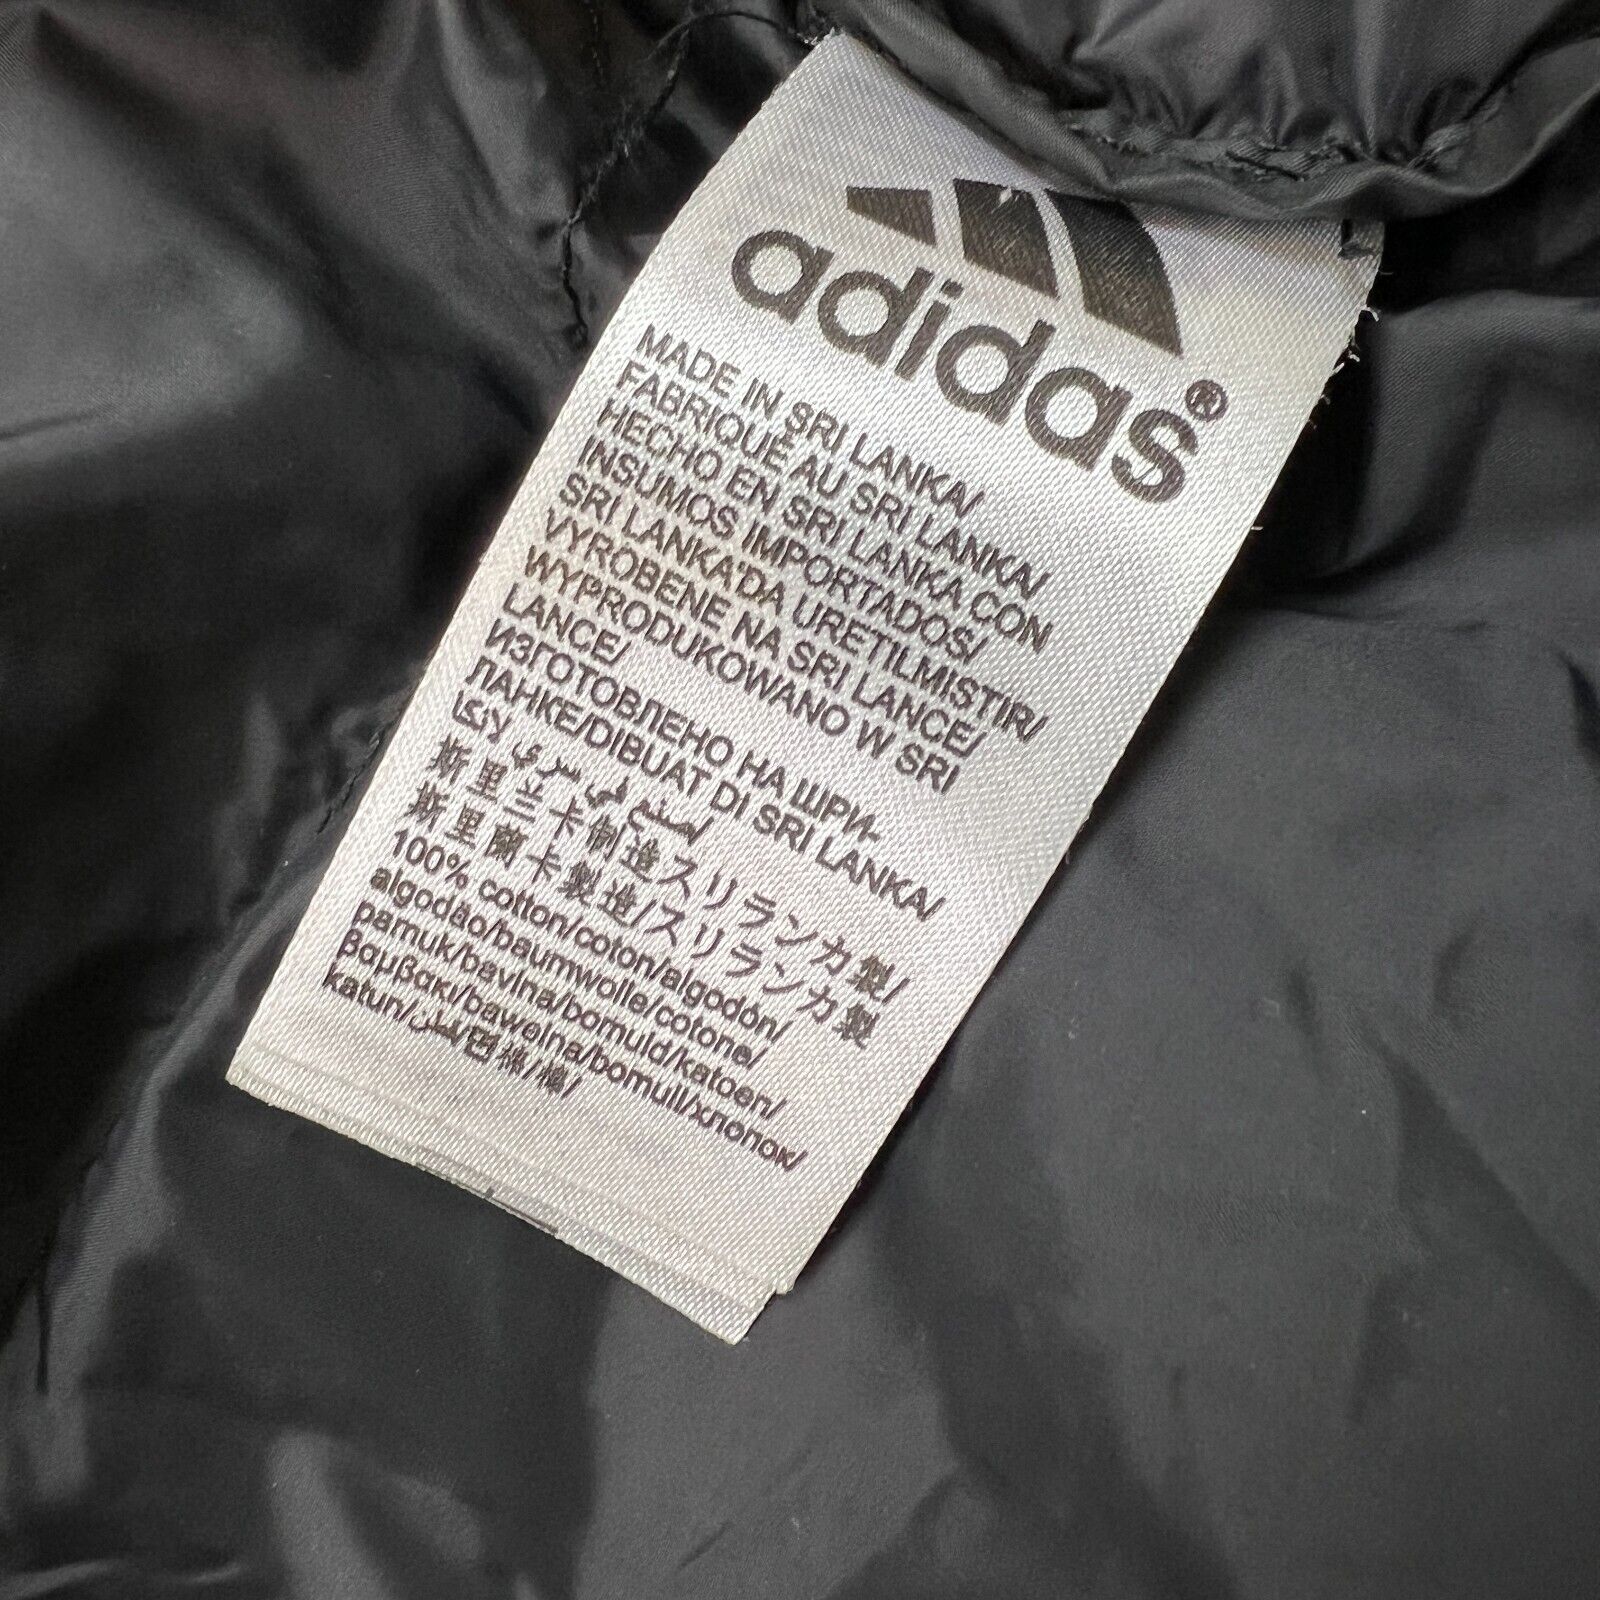 adidas®
MADE IN SRI LANKA/
FABRIQUÉ AU SRI LANKA/
HECHO EN SRI LANKA CON
INSUMOS IMPORTADOS/
SRI LANKA'DA URETILMISTIR/
VYROBENE NA SRI LANCE/
WYPRODUKOWANO W SRI
LANCE/
ИЗГОТОВЛЕНО НА ШРИ-
ЛАНКЕ/DIBUAT DI SRI LANKA/
斯里兰卡制造スリランカ製/
斯里蘭卡製造/スリランカ製
100% cotton/coton/algodón/
algodão/baumwolle/cotone/
pamuk/bavlna/bomuld/katoen/
βαμβακι/bawelna/bomull/хлопок/
katun/